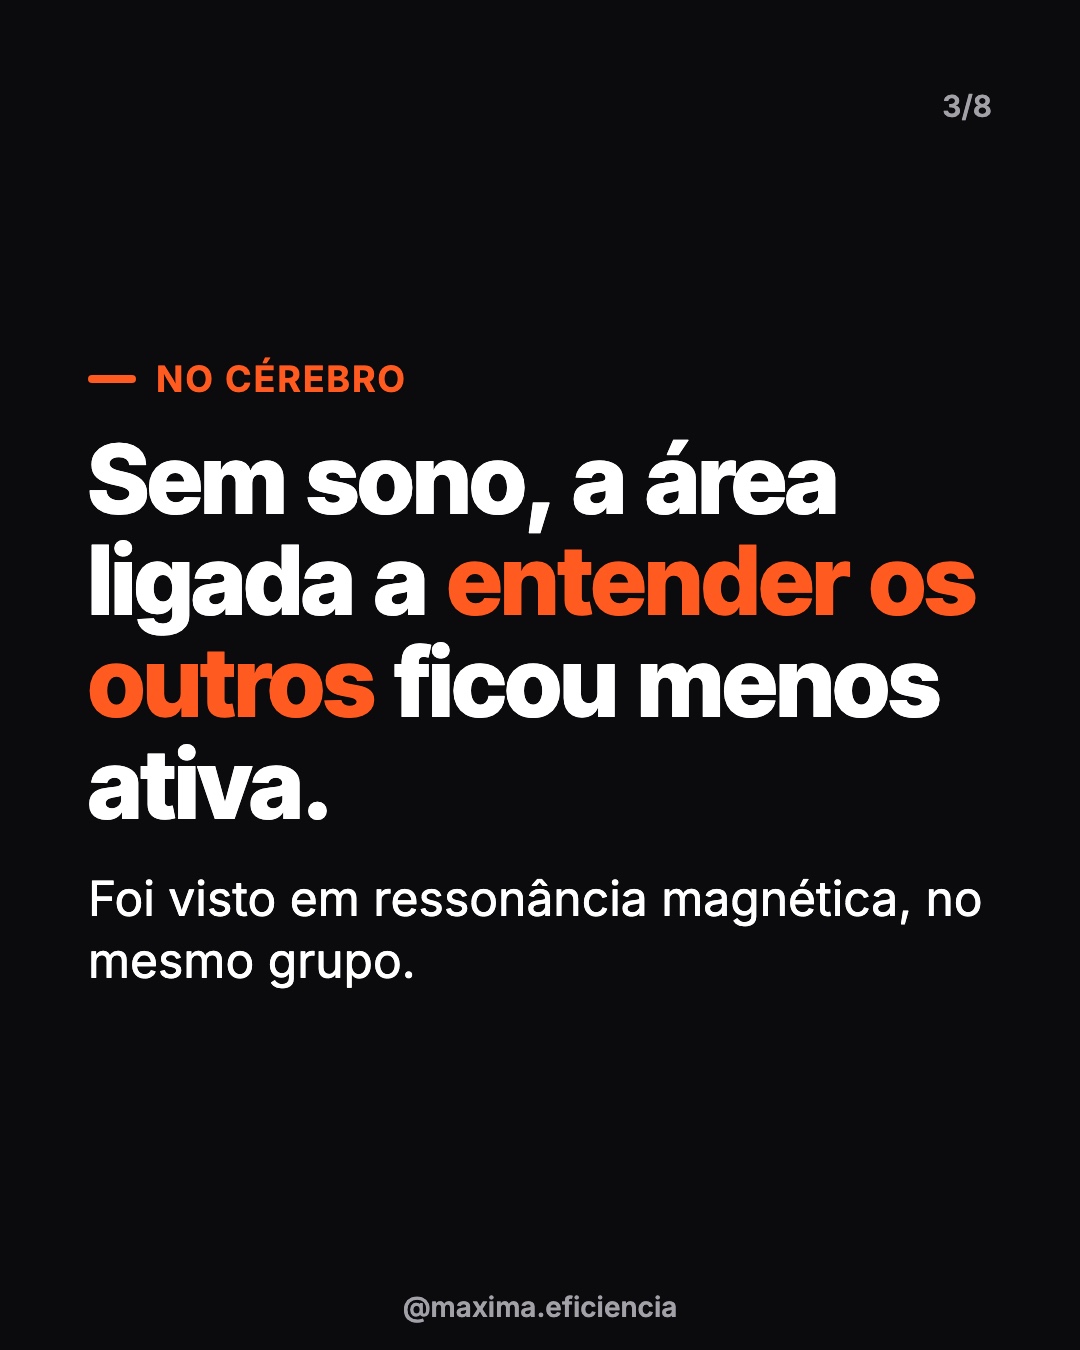 3/8
NO CÉREBRO
Sem sono, a área
ligada a entender os
outros ficou menos
ativa.
Foi visto em ressonância magnética, no
mesmo grupo.
@maxima.eficiencia